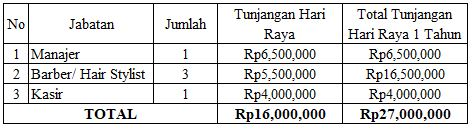 No Jabatan Jumlah Tunjangan Hari Raya Total Tunjangan Hari Raya 1 Tahun
1 Manajer 1 Rp6,500,000 Rp6,500,000
2 Barber/ Hair Stylist 3 Rp5,500,000 Rp16,500,000
3 Kasir 1 Rp4,000,000 Rp4,000,000
TOTAL Rp16,000,000 Rp27,000,000